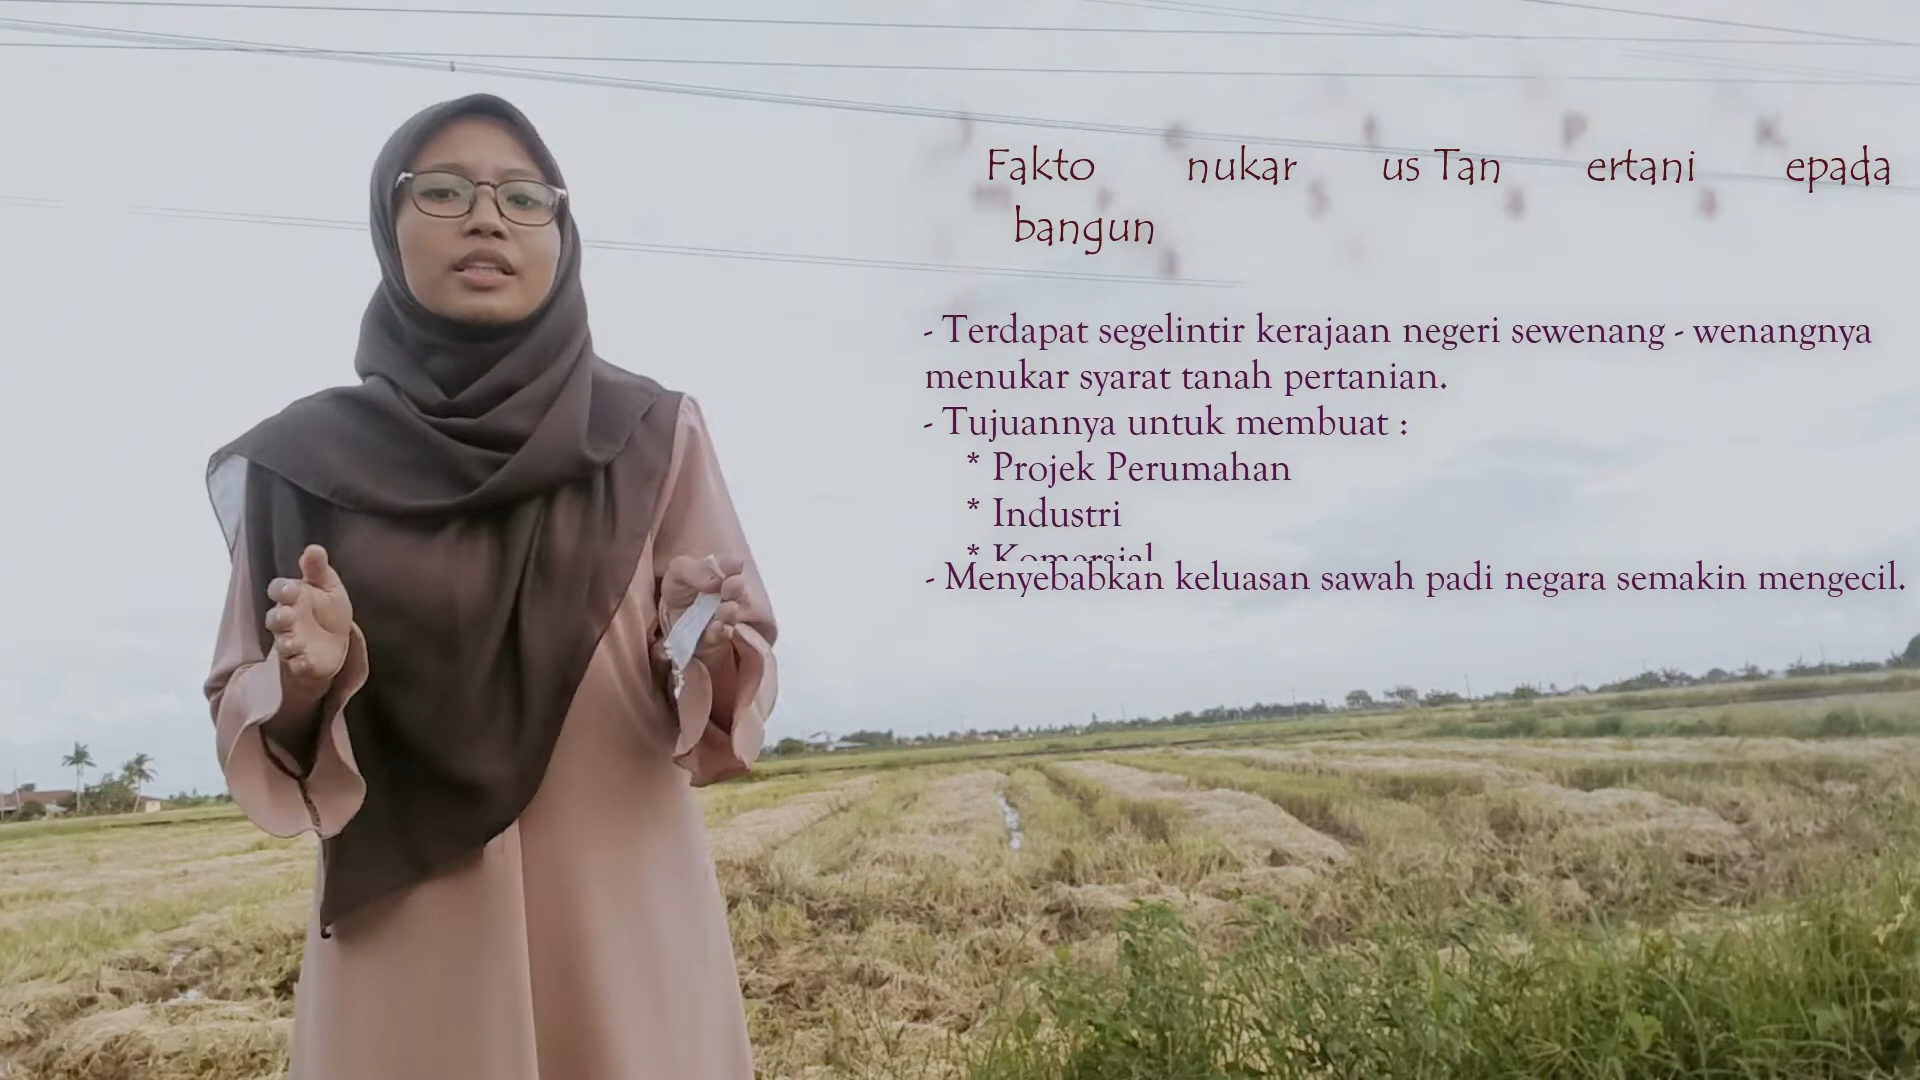 Fakto nukar us Tan ertani epada
bangun
- Terdapat segelintir kerajaan negeri sewenang - wenangnya
menukar syarat tanah pertanian.
- Tujuannya untuk membuat :
* Projek Perumahan
* Industri
* Komersial
- Menyebabkan keluasan sawah padi negara semakin mengecil.